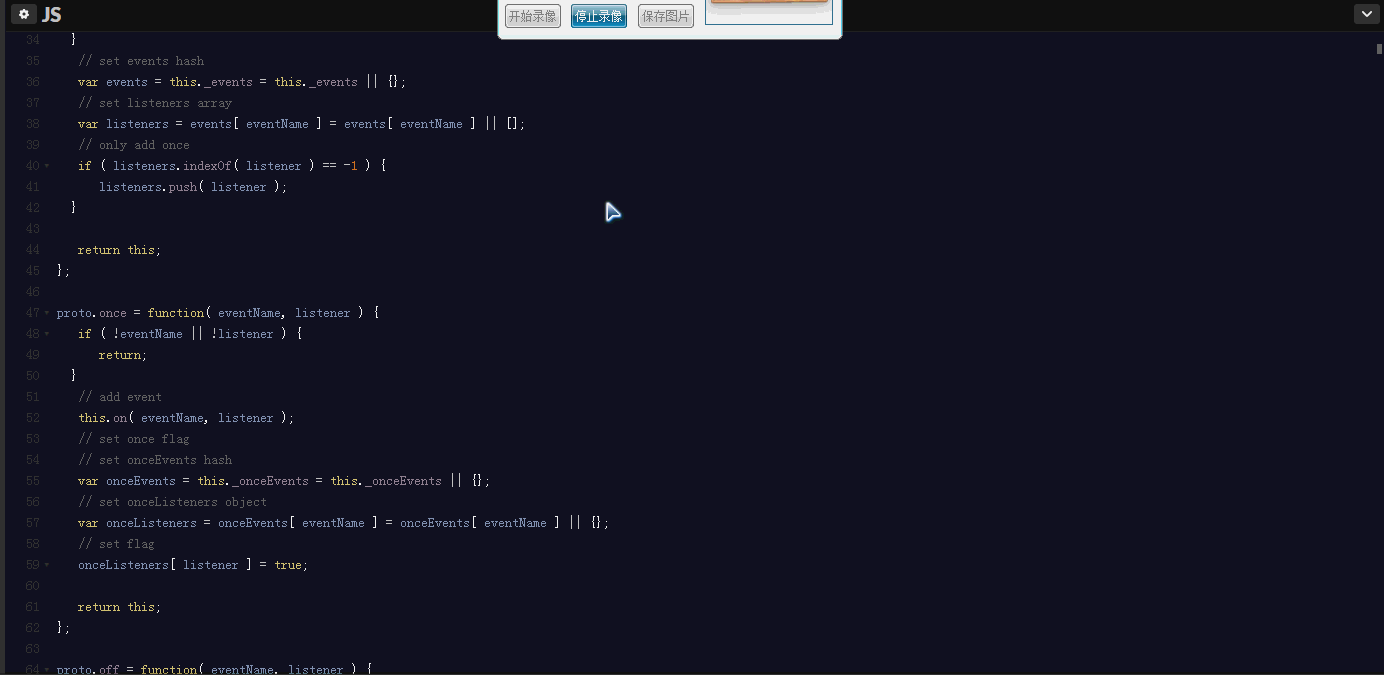 JS
开始录像 停止录像 保存图片
34 }
35 // set events hash
36 var events = this._events = this._events || {};
37 // set listeners array
38 var listeners = events[ eventName ] = events[ eventName ] || [];
39 // only add once
40 if ( listeners.indexOf( listener ) == -1 ) {
41 listeners.push( listener );
42 }
43
44 return this;
45 };
46
47 proto.once = function( eventName, listener ) {
48 if ( !eventName || !listener ) {
49 return;
50 }
51 // add event
52 this.on( eventName, listener );
53 // set once flag
54 // set onceEvents hash
55 var onceEvents = this._onceEvents = this._onceEvents || {};
56 // set onceListeners object
57 var onceListeners = onceEvents[ eventName ] = onceEvents[ eventName ] || {};
58 // set flag
59 onceListeners[ listener ] = true;
60
61 return this;
62 };
63
64 proto.off = function( eventName, listener ) {